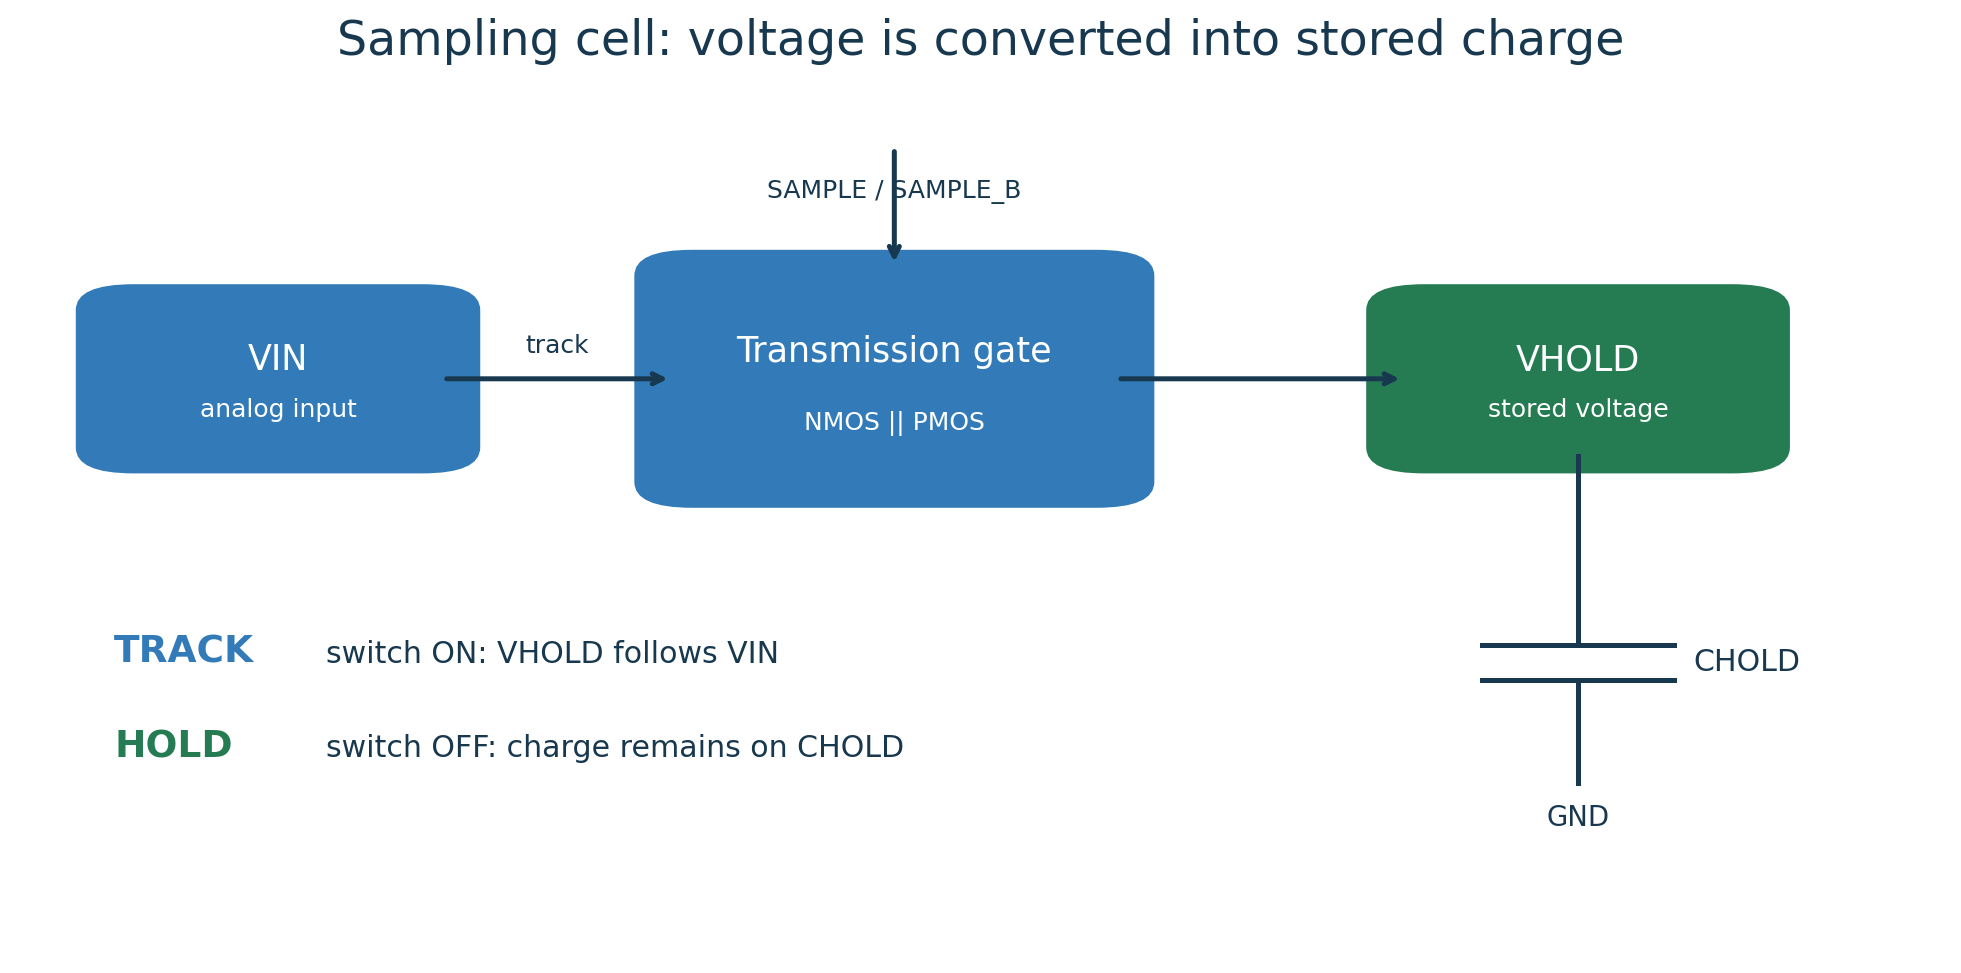 Sampling cell: voltage is converted into stored charge
SAMPLE / SAMPLE_B
VIN
analog input
track
Transmission gate
NMOS || PMOS
VHOLD
stored voltage
TRACK switch ON: VHOLD follows VIN
CHOLD
HOLD switch OFF: charge remains on CHOLD
GND